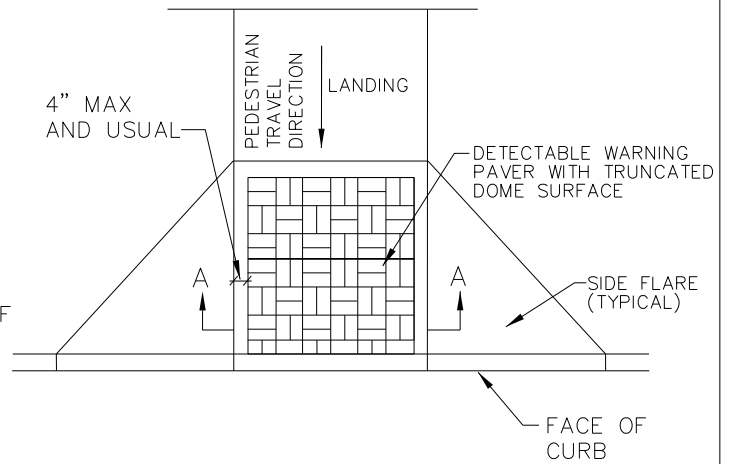 PEDESTRIAN
TRAVEL
DIRECTION
LANDING
4” MAX
AND USUAL
DETECTABLE WARNING
PAVER WITH TRUNCATED
DOME SURFACE
A
A
SIDE FLARE
(TYPICAL)
F
FACE OF
CURB